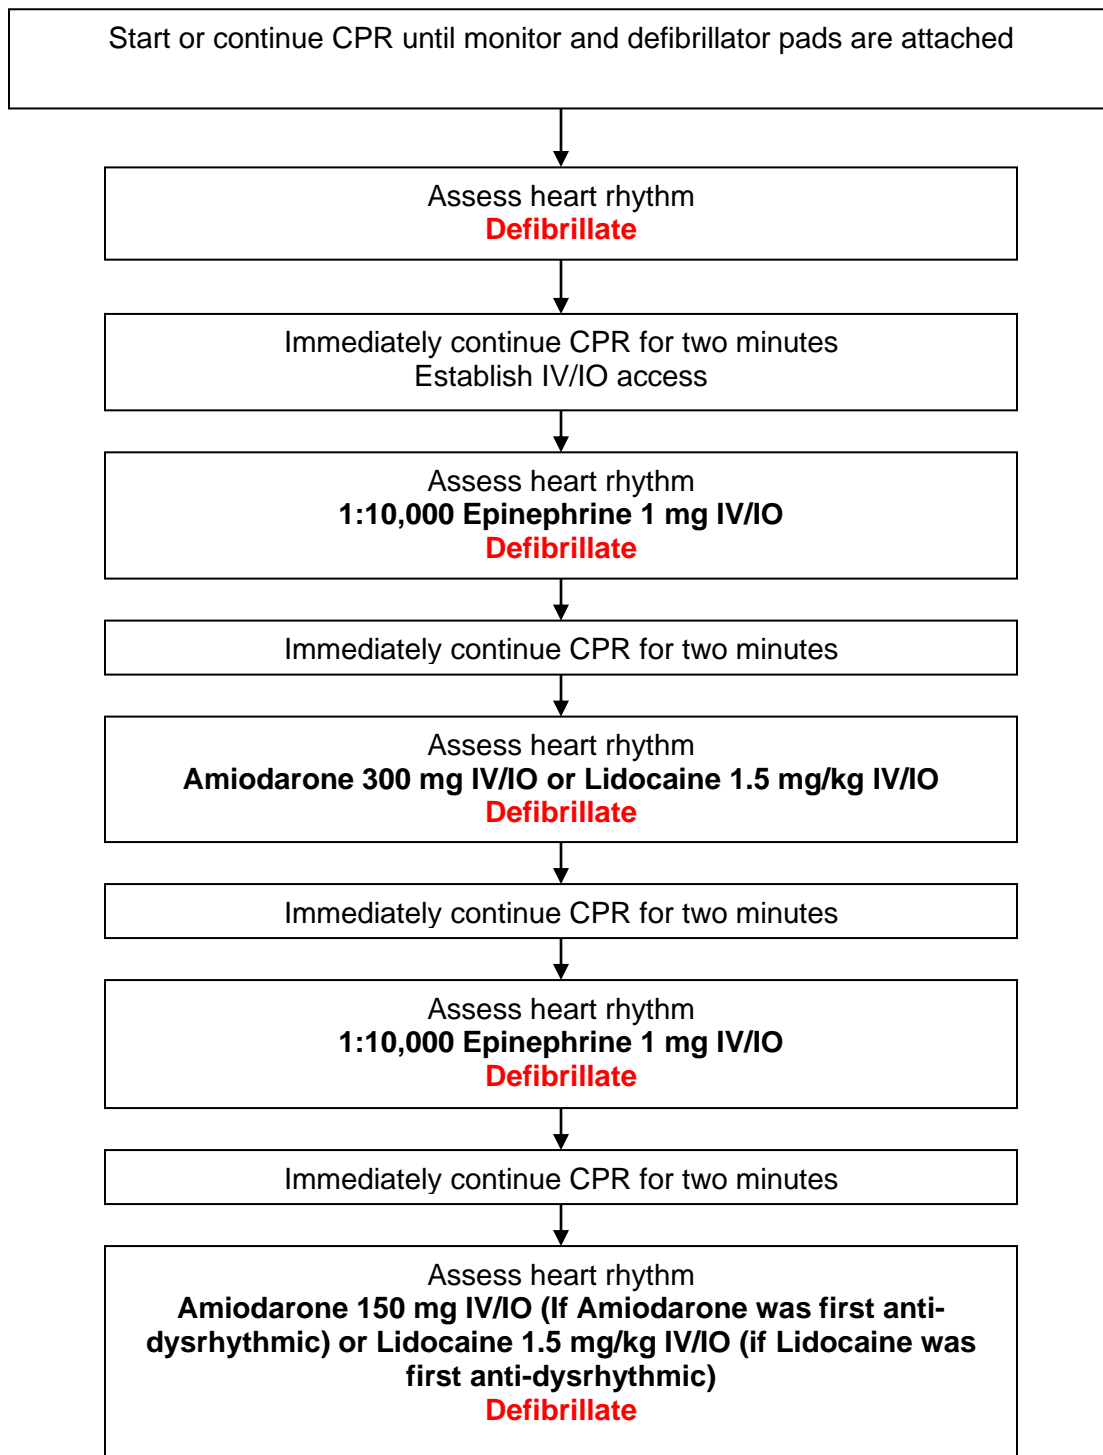 Start or continue CPR until monitor and defibrillator pads are attached
Assess heart rhythm
Defibrillate
Immediately continue CPR for two minutes
Establish IV/IO access
Assess heart rhythm
1:10,000 Epinephrine 1 mg IV/IO
Defibrillate
Immediately continue CPR for two minutes
Assess heart rhythm
Amiodarone 300 mg IV/IO or Lidocaine 1.5 mg/kg IV/IO
Defibrillate
Immediately continue CPR for two minutes
Assess heart rhythm
1:10,000 Epinephrine 1 mg IV/IO
Defibrillate
Immediately continue CPR for two minutes
Assess heart rhythm
Amiodarone 150 mg IV/IO (If Amiodarone was first anti-
dysrhythmic) or Lidocaine 1.5 mg/kg IV/IO (if Lidocaine was
first anti-dysrhythmic)
Defibrillate